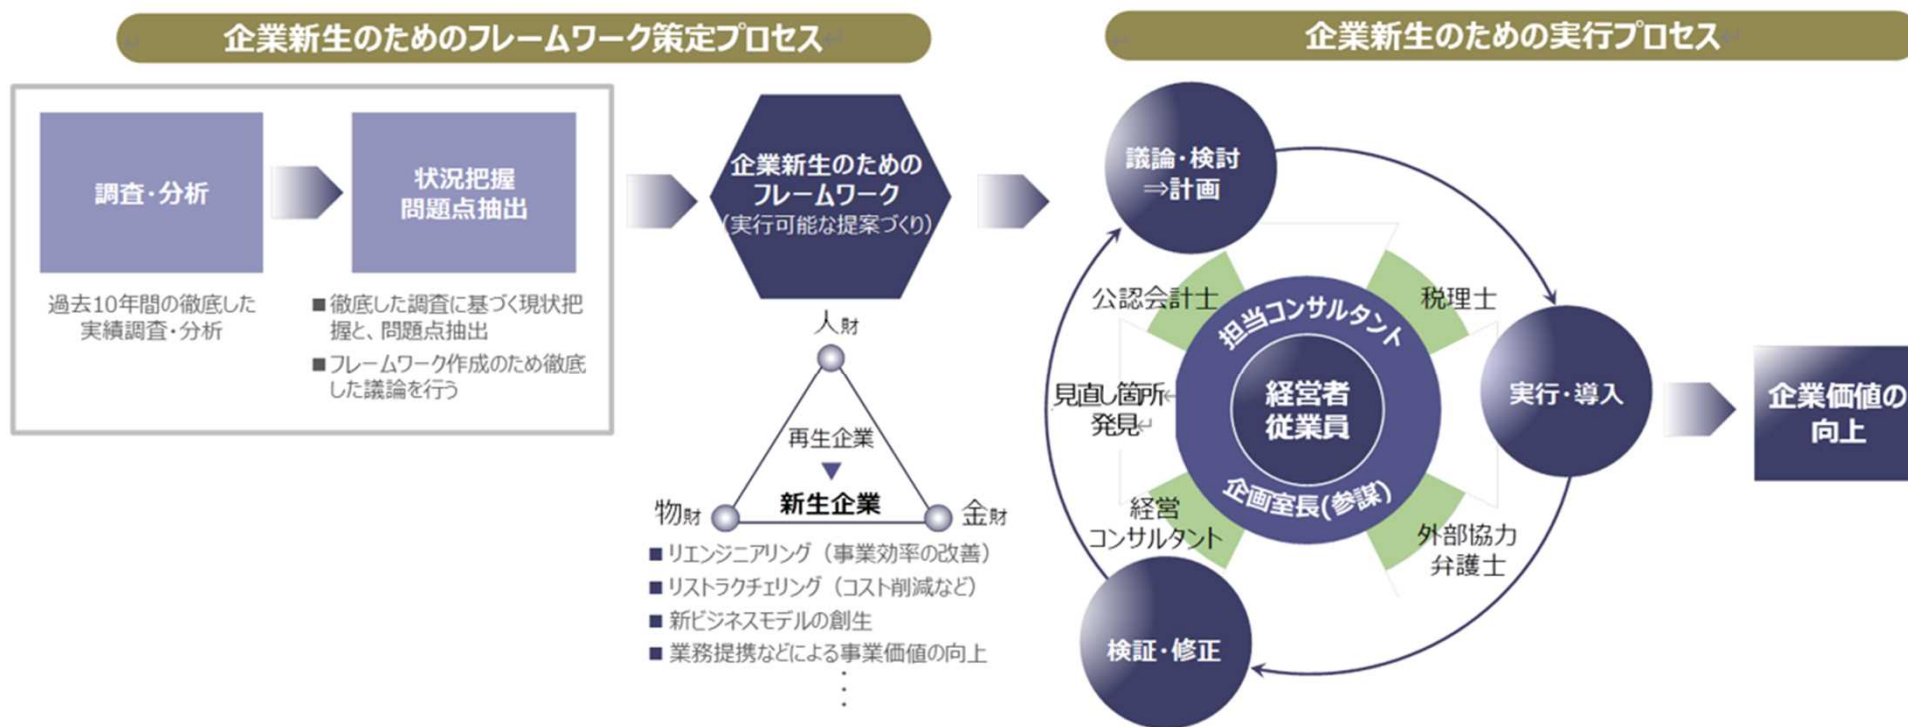 企業新生のためのフレームワーク策定プロセス
調査・分析
過去10年間の徹底した
実績調査・分析
状況把握
問題点抽出
■徹底した調査に基づく現状把
握と、問題点抽出
■フレームワーク作成のため徹底
した議論を行う
企業新生のための
フレームワーク
(実行可能な提案づくり)
人財
再生企業
▼
新生企業
物財
金財
■ リエンジニアリング（事業効率の改善）
■ リストラクチェリング（コスト削減など）
■ 新ビジネスモデルの創生
■ 業務提携などによる事業価値の向上
・
・
・
企業新生のための実行プロセス
議論・検討
⇒計画
公認会計士
税理士
担当コンサルタント
経営者
従業員
企画室長(参謀)
見直し箇所
発見
経営
コンサルタント
外部協力
弁護士
実行・導入
検証・修正
企業価値の
向上